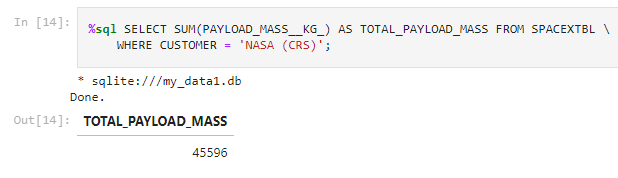 In [14]: %sql SELECT SUM(PAYLOAD_MASS__KG_) AS TOTAL_PAYLOAD_MASS FROM SPACEXTBL \
WHERE CUSTOMER = 'NASA (CRS)';
* sqlite:///my_data1.db
Done.
Out[14]: TOTAL_PAYLOAD_MASS
45596